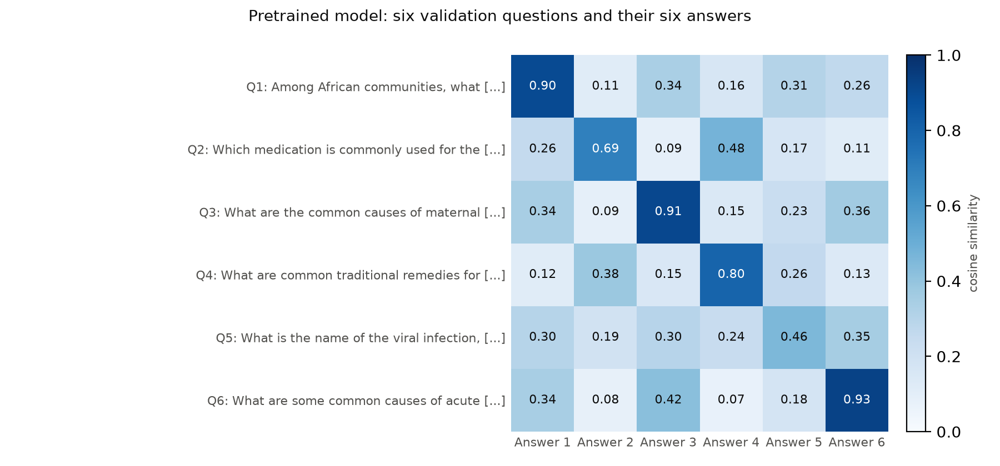 Pretrained model: six validation questions and their six answers
Q1: Among African communities, what [...] 0.90 0.11 0.34 0.16 0.31 0.26
Q2: Which medication is commonly used for the [...] 0.26 0.69 0.09 0.48 0.17 0.11
Q3: What are the common causes of maternal [...] 0.34 0.09 0.91 0.15 0.23 0.36
Q4: What are common traditional remedies for [...] 0.12 0.38 0.15 0.80 0.26 0.13
Q5: What is the name of the viral infection, [...] 0.30 0.19 0.30 0.24 0.46 0.35
Q6: What are some common causes of acute [...] 0.34 0.08 0.42 0.07 0.18 0.93
Answer 1 Answer 2 Answer 3 Answer 4 Answer 5 Answer 6
1.0
0.8
0.6
0.4
0.2
0.0
cosine similarity